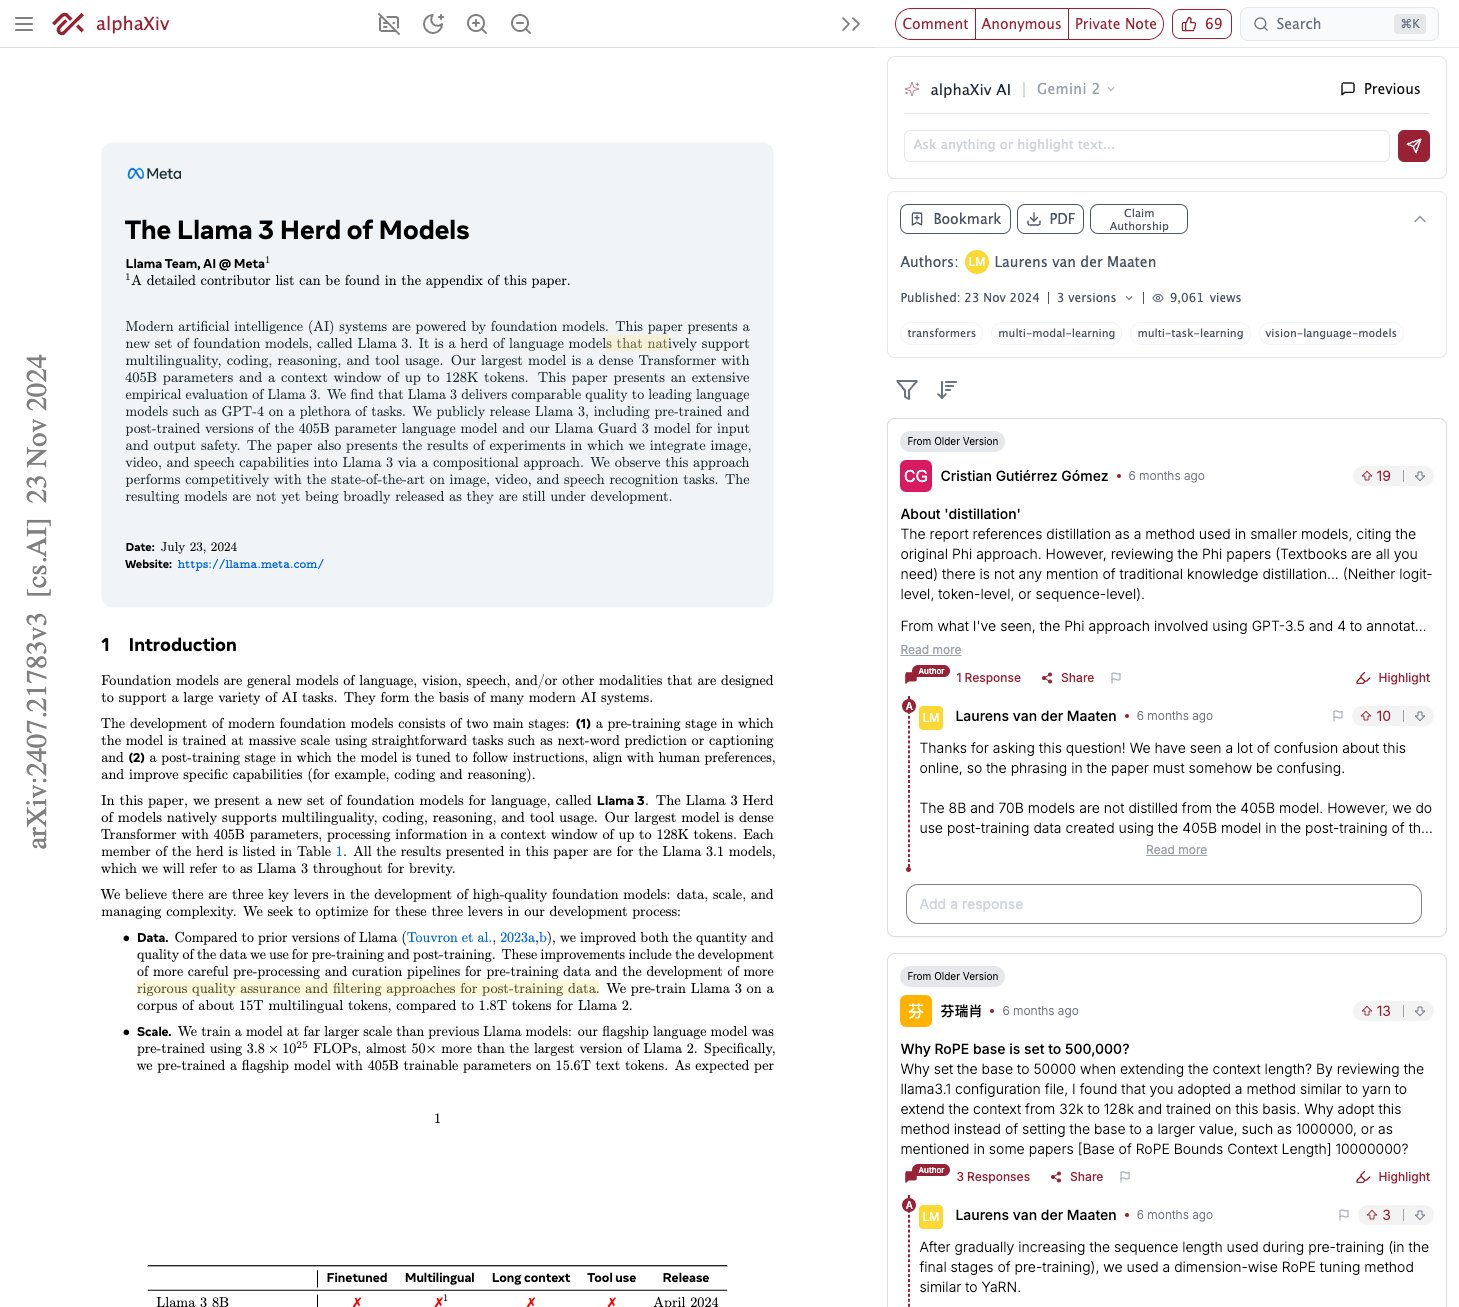 alphaXiv
Comment
Anonymous
Private Note
69
Search
⌘K
arXiv:2407.21783v3 [cs.AI] 23 Nov 2024
Meta
The Llama 3 Herd of Models
Llama Team, AI @ Meta¹
¹A detailed contributor list can be found in the appendix of this paper.
Modern artificial intelligence (AI) systems are powered by foundation models. This paper presents a
new set of foundation models, called Llama 3. It is a herd of language models that natively support
multilinguality, coding, reasoning, and tool usage. Our largest model is a dense Transformer with
405B parameters and a context window of up to 128K tokens. This paper presents an extensive
empirical evaluation of Llama 3. We find that Llama 3 delivers comparable quality to leading language
models such as GPT-4 on a plethora of tasks. We publicly release Llama 3, including pre-trained and
post-trained versions of the 405B parameter language model and our Llama Guard 3 model for input
and output safety. The paper also presents the results of experiments in which we integrate image,
video, and speech capabilities into Llama 3 via a compositional approach. We observe this approach
performs competitively with the state-of-the-art on image, video, and speech recognition tasks. The
resulting models are not yet being broadly released as they are still under development.
Date: July 23, 2024
Website: https://llama.meta.com/
1 Introduction
Foundation models are general models of language, vision, speech, and/or other modalities that are designed
to support a large variety of AI tasks. They form the basis of many modern AI systems.
The development of modern foundation models consists of two main stages: (1) a pre-training stage in which
the model is trained at massive scale using straightforward tasks such as next-word prediction or captioning
and (2) a post-training stage in which the model is tuned to follow instructions, align with human preferences,
and improve specific capabilities (for example, coding and reasoning).
In this paper, we present a new set of foundation models for language, called Llama 3. The Llama 3 Herd
of models natively supports multilinguality, coding, reasoning, and tool usage. Our largest model is dense
Transformer with 405B parameters, processing information in a context window of up to 128K tokens. Each
member of the herd is listed in Table 1. All the results presented in this paper are for the Llama 3.1 models,
which we will refer to as Llama 3 throughout for brevity.
We believe there are three key levers in the development of high-quality foundation models: data, scale, and
managing complexity. We seek to optimize for these three levers in our development process:
• Data. Compared to prior versions of Llama (Touvron et al., 2023a,b), we improved both the quantity and
quality of the data we use for pre-training and post-training. These improvements include the development
of more careful pre-processing and curation pipelines for pre-training data and the development of more
rigorous quality assurance and filtering approaches for post-training data. We pre-train Llama 3 on a
corpus of about 15T multilingual tokens, compared to 1.8T tokens for Llama 2.
• Scale. We train a model at far larger scale than previous Llama models: our flagship language model was
pre-trained using 3.8 × 10²⁵ FLOPs, almost 50× more than the largest version of Llama 2. Specifically,
we pre-trained a flagship model with 405B trainable parameters on 15.6T text tokens. As expected per
1
Finetuned Multilingual Long context Tool use Release
Llama 3 8B ✗ ✗¹ ✗ ✗ April 2024
alphaXiv AI | Gemini 2
Previous
Ask anything or highlight text...
Bookmark
PDF
Claim
Authorship
Authors: LM Laurens van der Maaten
Published: 23 Nov 2024 | 3 versions | 9,061 views
transformers multi-modal-learning multi-task-learning vision-language-models
From Older Version
CG Cristian Gutiérrez Gómez • 6 months ago 19
About 'distillation'
The report references distillation as a method used in smaller models, citing the
original Phi approach. However, reviewing the Phi papers (Textbooks are all you
need) there is not any mention of traditional knowledge distillation... (Neither logit-
level, token-level, or sequence-level).
From what I've seen, the Phi approach involved using GPT-3.5 and 4 to annotat...
Read more
Author 1 Response Share Highlight
A LM Laurens van der Maaten • 6 months ago 10
Thanks for asking this question! We have seen a lot of confusion about this
online, so the phrasing in the paper must somehow be confusing.
The 8B and 70B models are not distilled from the 405B model. However, we do
use post-training data created using the 405B model in the post-training of th...
Read more
Add a response
From Older Version
芬 芬瑞肖 • 6 months ago 13
Why RoPE base is set to 500,000?
Why set the base to 50000 when extending the context length? By reviewing the
llama3.1 configuration file, I found that you adopted a method similar to yarn to
extend the context from 32k to 128k and trained on this basis. Why adopt this
method instead of setting the base to a larger value, such as 1000000, or as
mentioned in some papers [Base of RoPE Bounds Context Length] 10000000?
Author 3 Responses Share Highlight
A LM Laurens van der Maaten • 6 months ago 3
After gradually increasing the sequence length used during pre-training (in the
final stages of pre-training), we used a dimension-wise RoPE tuning method
similar to YaRN.